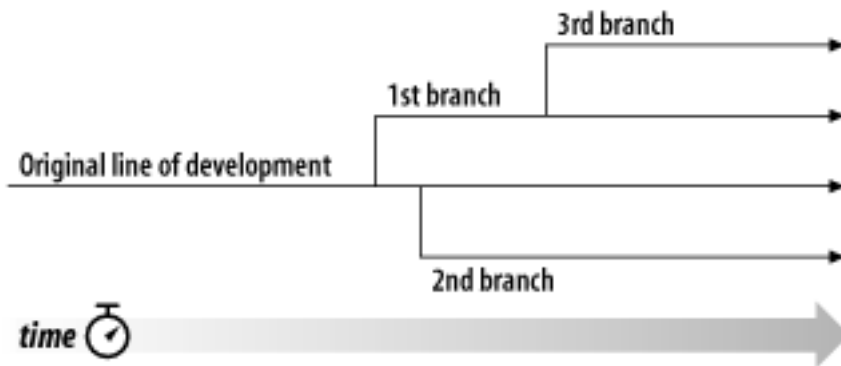 3rd branch
1st branch
Original line of development
2nd branch
time